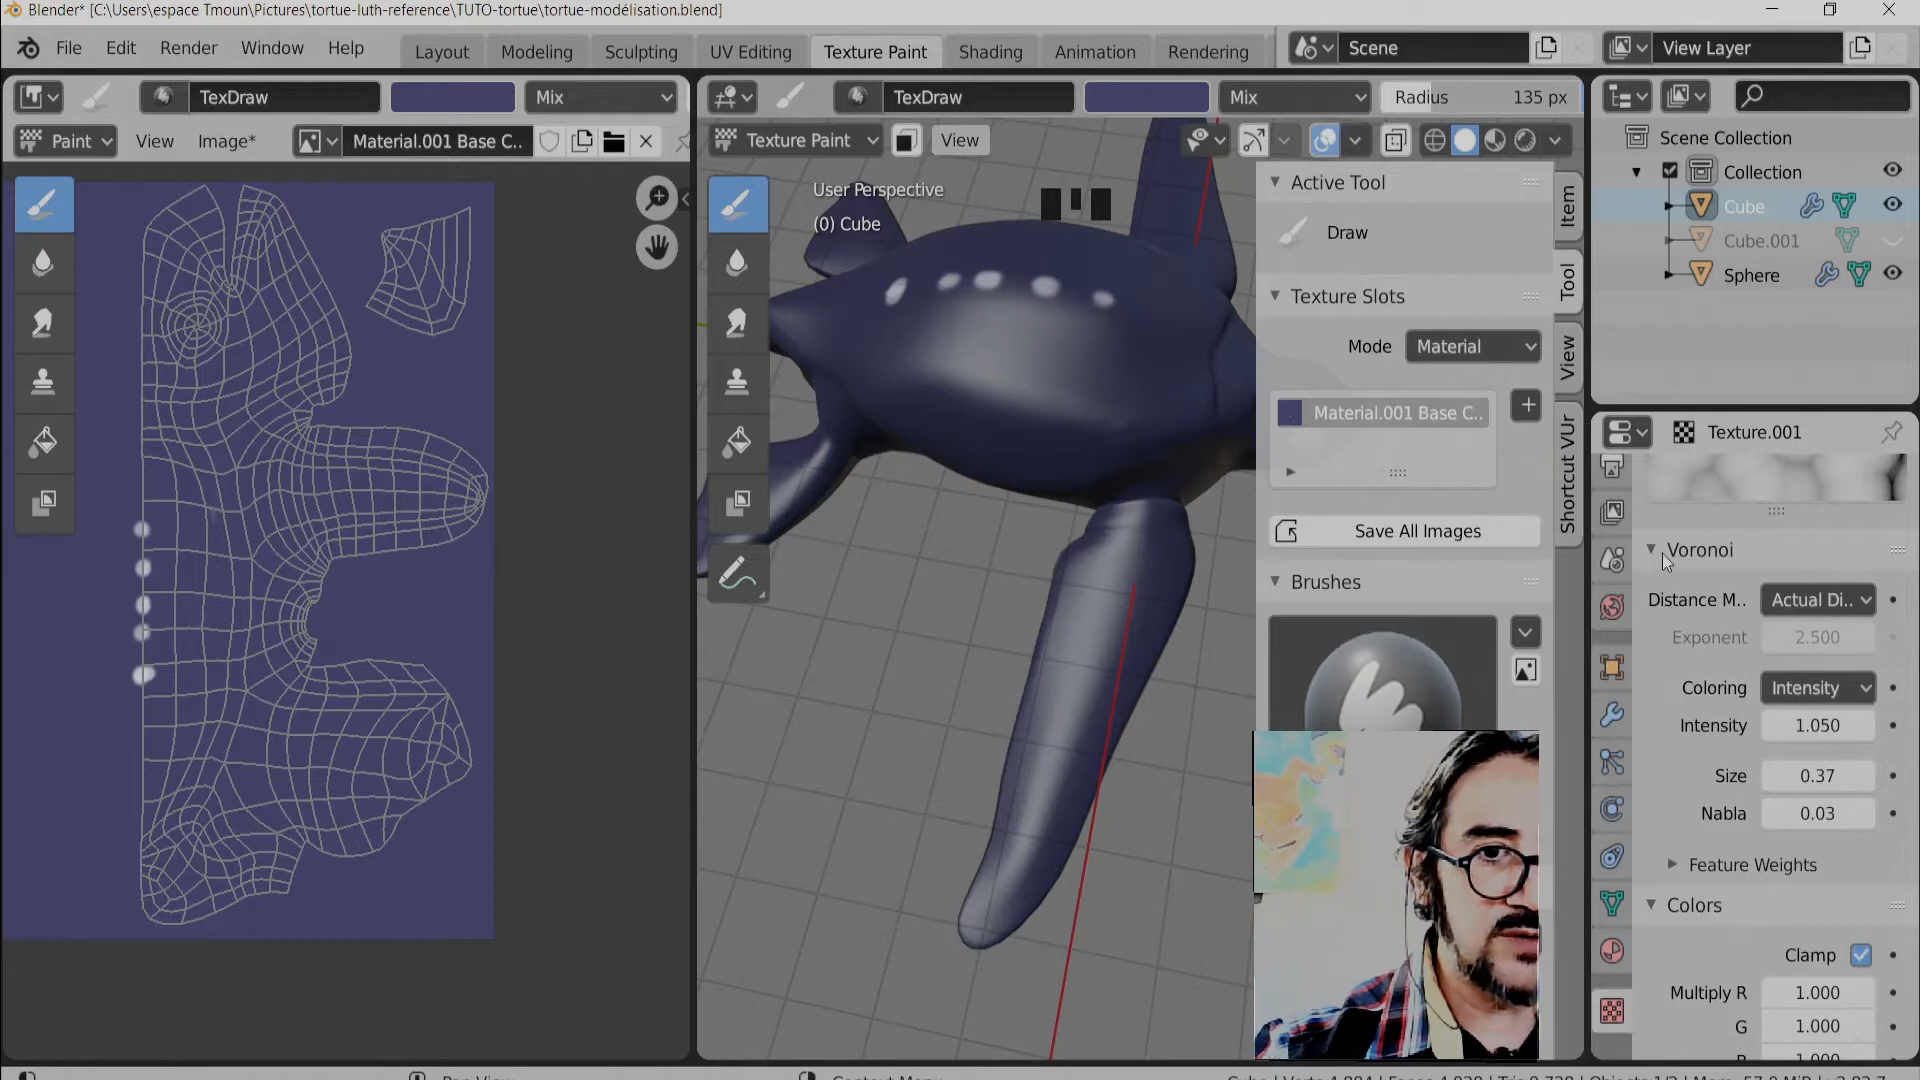 Blender* [C:\Users\espace Tmoun\Pictures\tortue-luth-reference\TUTO-tortue\tortue-modélisation.blend]
File Edit Render Window Help
Layout Modeling Sculpting UV Editing Texture Paint Shading Animation Rendering
Scene
View Layer
TexDraw Mix
Paint View Image* Material.001 Base C..
TexDraw Mix Radius 135 px
Texture Paint View
User Perspective
(0) Cube
Active Tool
Draw
Texture Slots
Mode Material
Material.001 Base C..
Save All Images
Brushes
Item
Tool
View
Shortcut VUr
Scene Collection
Collection
Cube
Cube.001
Sphere
Texture.001
Voronoi
Distance M.. Actual Di..
Exponent 2.500
Coloring Intensity
Intensity 1.050
Size 0.37
Nabla 0.03
Feature Weights
Colors
Clamp
Multiply R 1.000
G 1.000